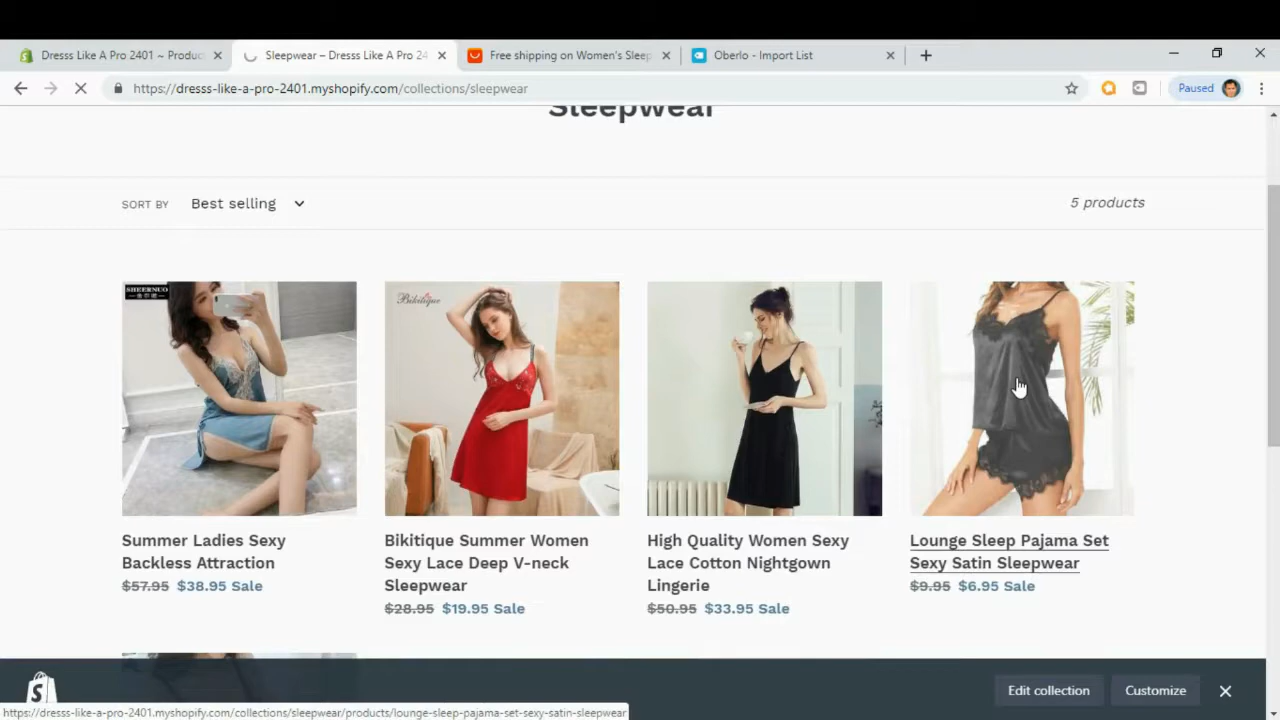 Dresss Like A Pro 2401 ~ Produc
Sleepwear – Dresss Like A Pro 24
Free shipping on Women's Sleep
Oberlo - Import List
https://dresss-like-a-pro-2401.myshopify.com/collections/sleepwear
Paused
Sleepwear
SORT BY
Best selling
5 products
SHEERNUO
Bikitique
Summer Ladies Sexy
Backless Attraction
$57.95 $38.95 Sale
Bikitique Summer Women
Sexy Lace Deep V-neck
Sleepwear
$28.95 $19.95 Sale
High Quality Women Sexy
Lace Cotton Nightgown
Lingerie
$50.95 $33.95 Sale
Lounge Sleep Pajama Set
Sexy Satin Sleepwear
$9.95 $6.95 Sale
Edit collection
Customize
https://dresss-like-a-pro-2401.myshopify.com/collections/sleepwear/products/lounge-sleep-pajama-set-sexy-satin-sleepwear